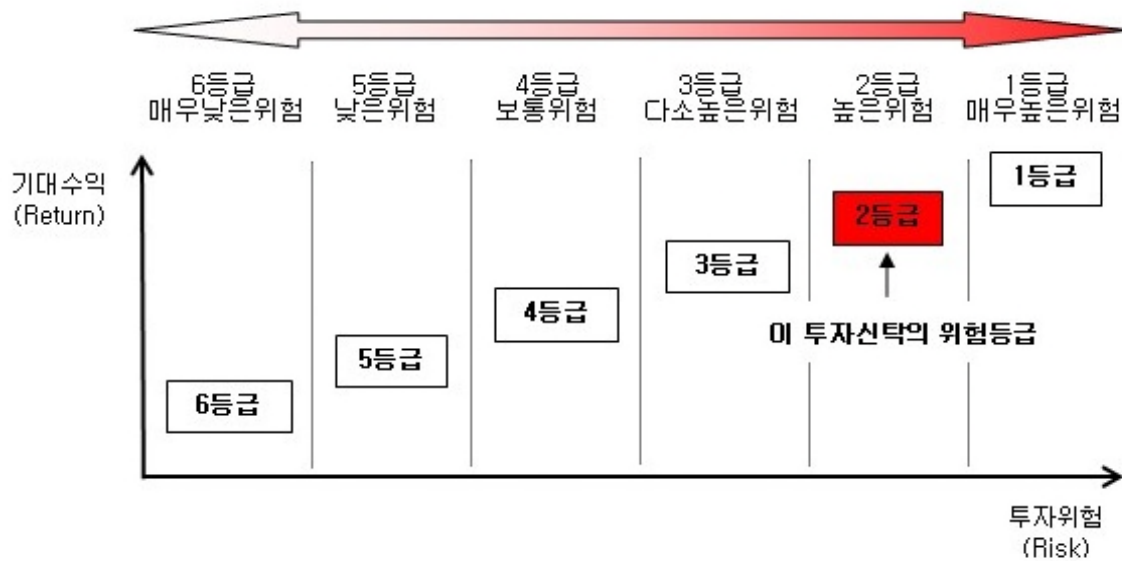 6등급 5등급 4등급 3등급 2등급 1등급
매우낮은위험 낮은위험 보통위험 다소높은위험 높은위험 매우높은위험
기대수익
(Return)
1등급
2등급
3등급
4등급
이 투자신탁의 위험등급
5등급
6등급
투자위험
(Risk)